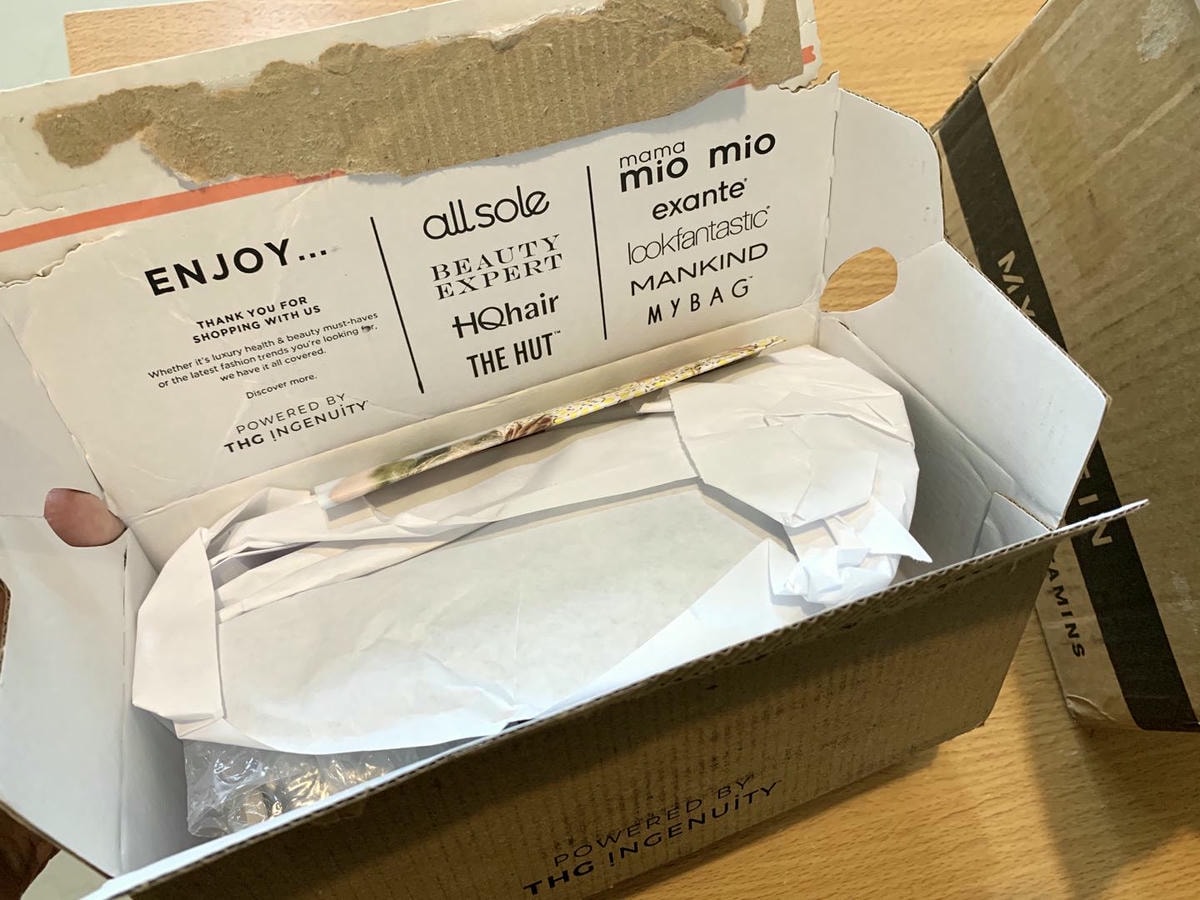 ENJOY...
THANK YOU FOR
SHOPPING WITH US
Whether it's luxury health & beauty must-haves
or the latest fashion trends you're looking for,
we have it all covered.
Discover more.
POWERED BY
THG INGENUITY
allsole
BEAUTY
EXPERT
HQhair
THE HUT™
mama
mio mio
exante
lookfantastic
MANKIND
MYBAG™
POWERED BY
THG INGENUITY